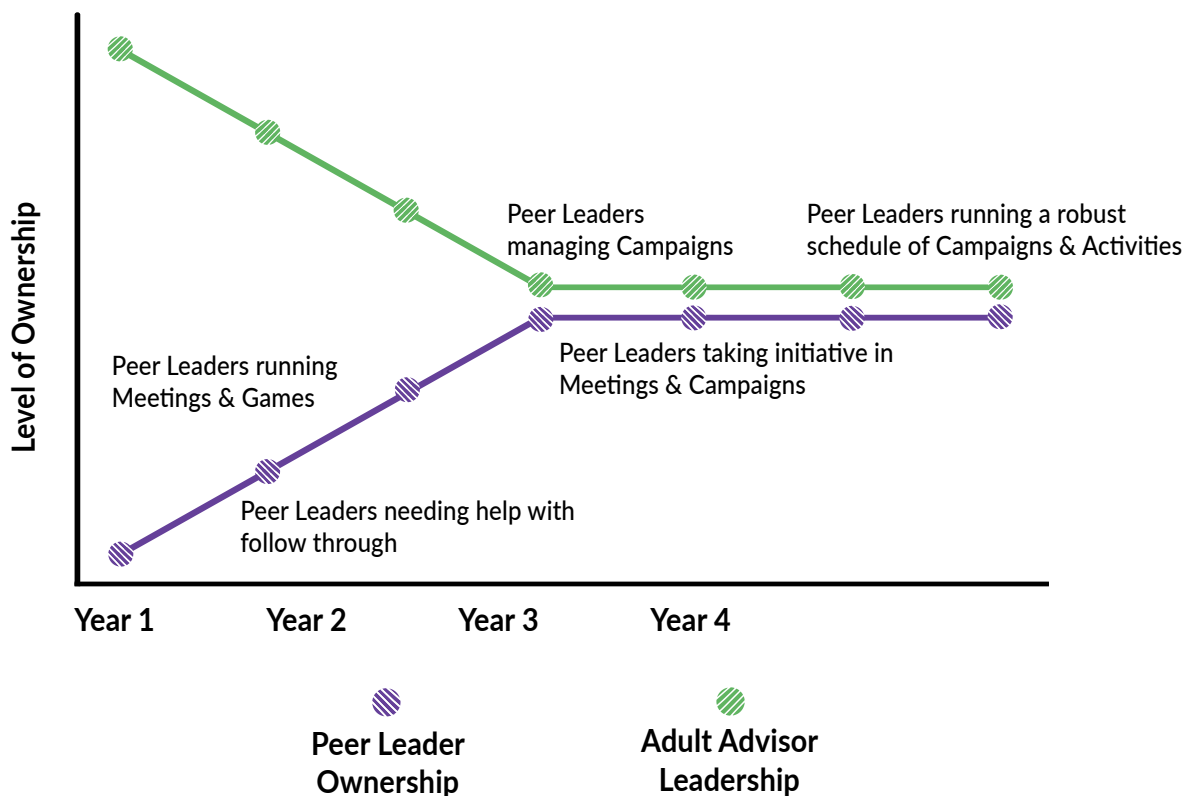 Level of Ownership
Peer Leaders
managing Campaigns
Peer Leaders running a robust
schedule of Campaigns & Activities
Peer Leaders running
Meetings & Games
Peer Leaders taking initiative in
Meetings & Campaigns
Peer Leaders needing help with
follow through
Year 1
Year 2
Year 3
Year 4
Peer Leader
Ownership
Adult Advisor
Leadership